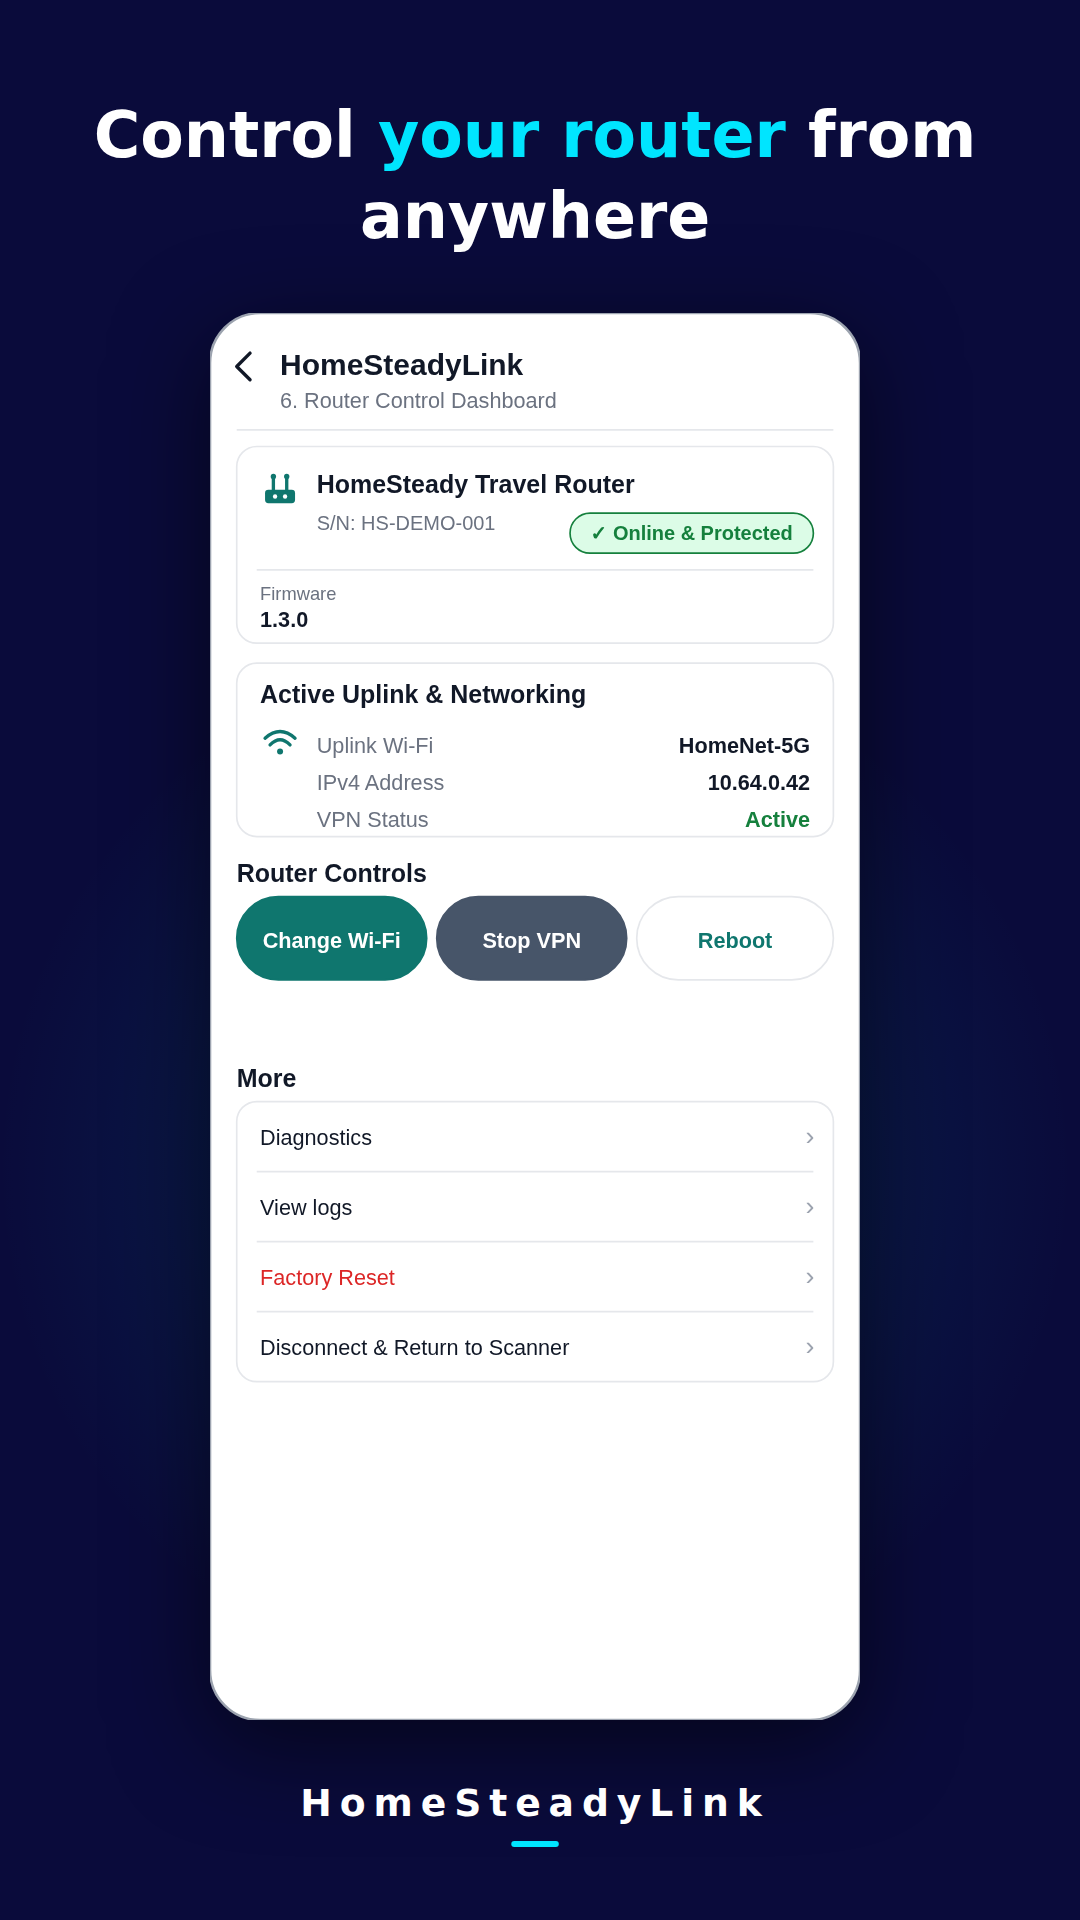 Control your router from
anywhere
HomeSteadyLink
6. Router Control Dashboard
HomeSteady Travel Router
S/N: HS-DEMO-001
✓ Online & Protected
Firmware
1.3.0
Active Uplink & Networking
Uplink Wi-Fi HomeNet-5G
IPv4 Address 10.64.0.42
VPN Status Active
Router Controls
Change Wi-Fi Stop VPN Reboot
More
Diagnostics
View logs
Factory Reset
Disconnect & Return to Scanner
HomeSteadyLink